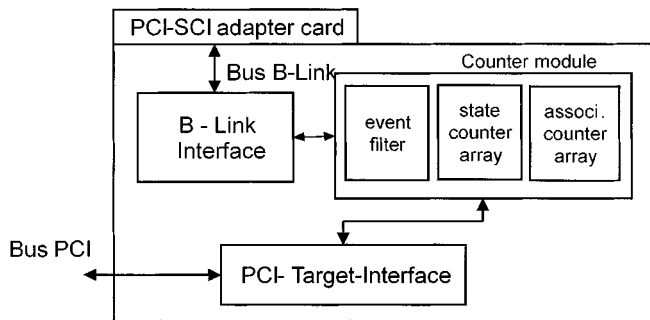 PCI-SCI adapter card
Bus B-Link
Counter module
B - Link
Interface
event
filter
state
counter
array
associ.
counter
array
Bus PCI
PCI- Target-Interface